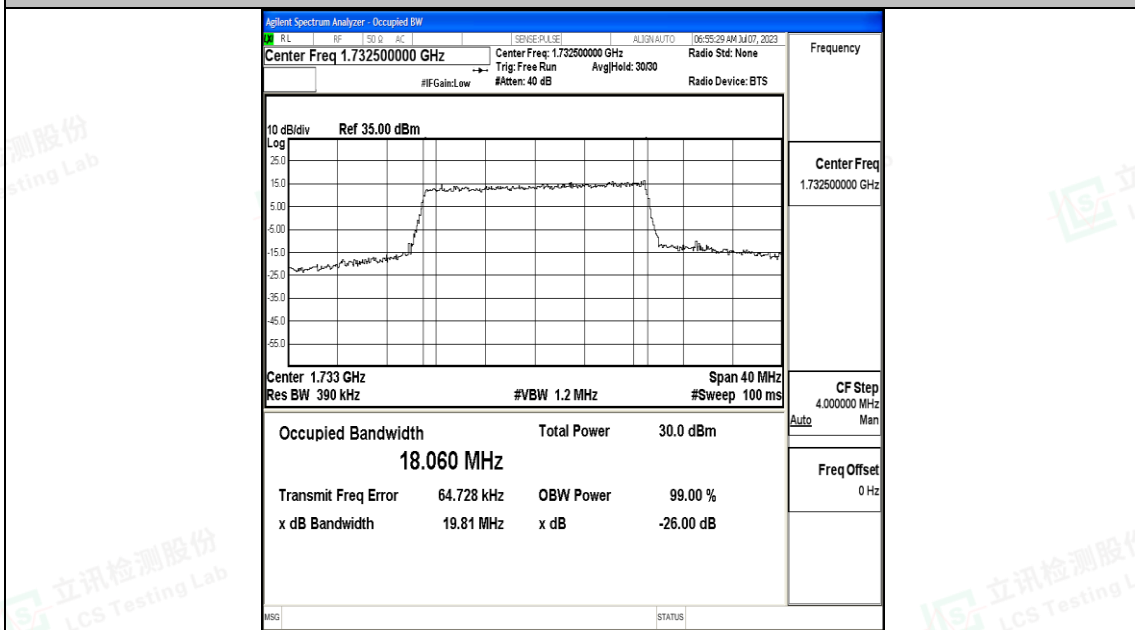 Agilent Spectrum Analyzer - Occupied BW
RL RF 50 Ω AC SENSE:PULSE ALIGN AUTO 06:55:29 AM Jul 07, 2023
Center Freq 1.732500000 GHz
Center Freq: 1.732500000 GHz
Radio Std: None
Trig: Free Run Avg|Hold: 30/30
#IFGain:Low #Atten: 40 dB Radio Device: BTS
Frequency
10 dB/div Ref 35.00 dBm
Log
25.0
15.0
5.00
-5.00
-15.0
-25.0
-35.0
-45.0
-55.0
Center Freq
1.732500000 GHz
Center 1.733 GHz Span 40 MHz
Res BW 390 kHz #VBW 1.2 MHz #Sweep 100 ms
CF Step
4.000000 MHz
Auto Man
Occupied Bandwidth Total Power 30.0 dBm
18.060 MHz
Freq Offset
0 Hz
Transmit Freq Error 64.728 kHz OBW Power 99.00 %
x dB Bandwidth 19.81 MHz x dB -26.00 dB
MSG STATUS
立讯检测股份
LCS Testing Lab
立讯检测股份